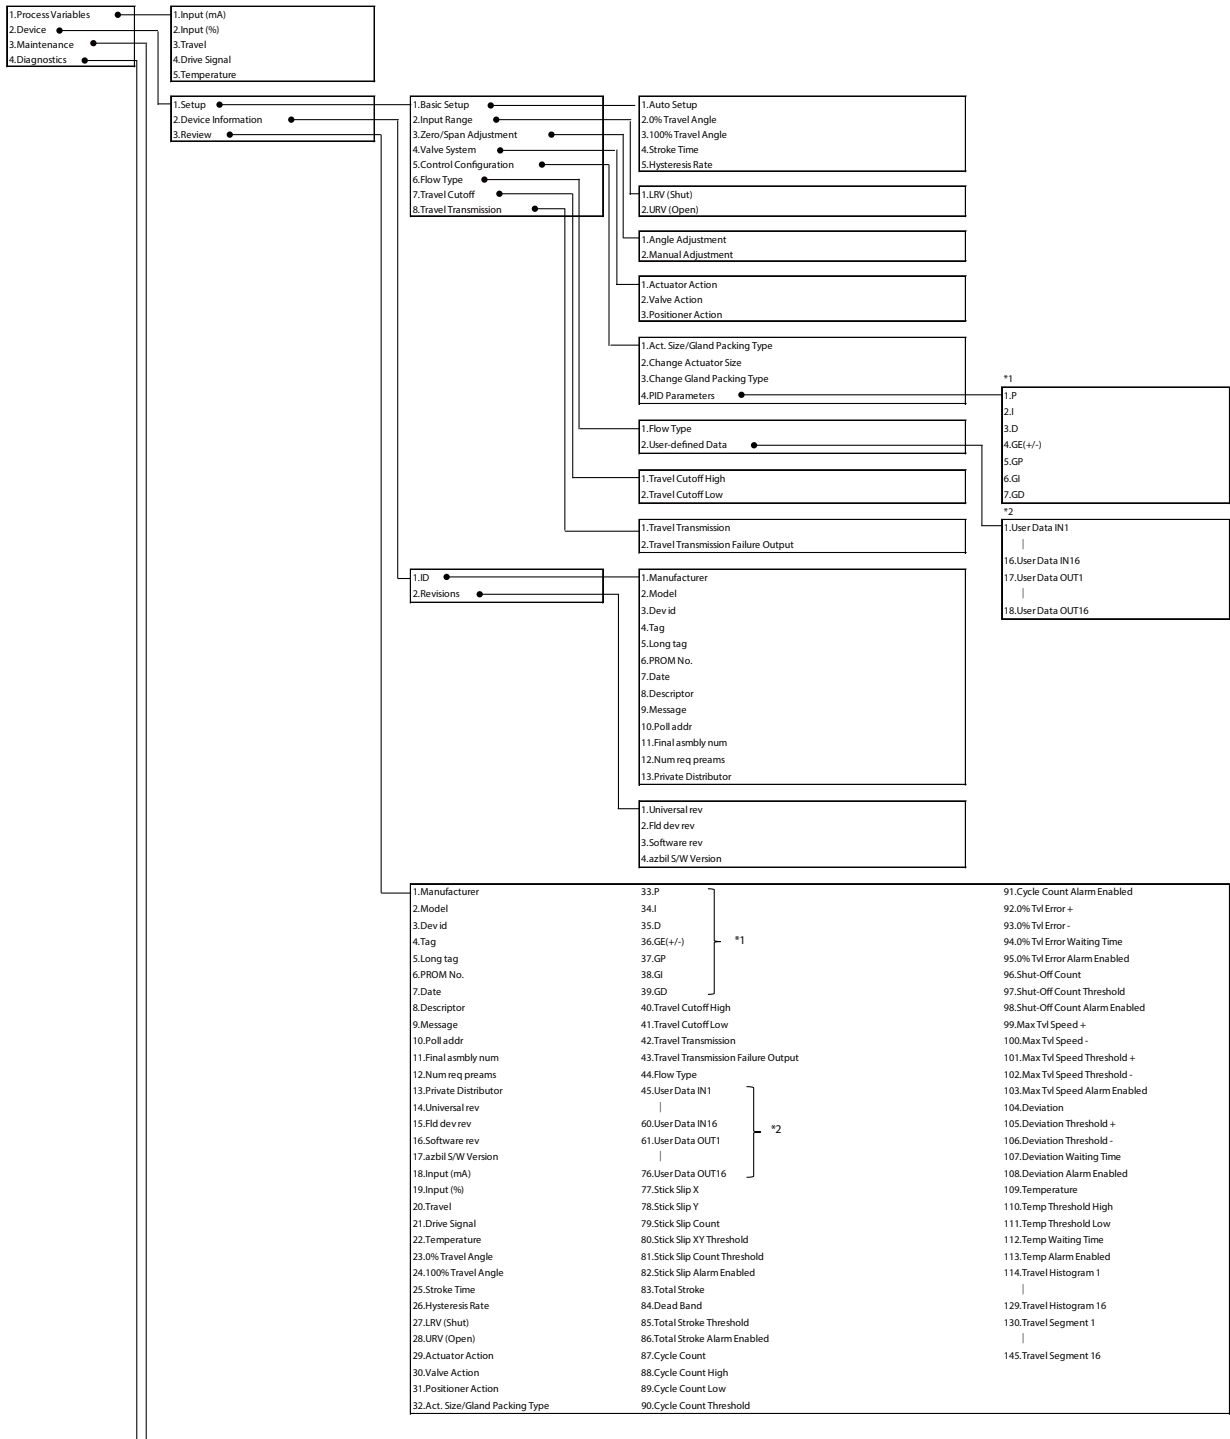 1.Process Variables
2.Device
3.Maintenance
4.Diagnostics
1.Input (mA)
2.Input (%)
3.Travel
4.Drive Signal
5.Temperature
1.Setup
2.Device Information
3.Review
1.Basic Setup
2.Input Range
3.Zero/Span Adjustment
4.Valve System
5.Control Configuration
6.Flow Type
7.Travel Cutoff
8.Travel Transmission
1.Auto Setup
2.0% Travel Angle
3.100% Travel Angle
4.Stroke Time
5.Hysteresis Rate
1.LRV (Shut)
2.URV (Open)
1.Angle Adjustment
2.Manual Adjustment
1.Actuator Action
2.Valve Action
3.Positioner Action
1.Act. Size/Gland Packing Type
2.Change Actuator Size
3.Change Gland Packing Type
4.PID Parameters
*1
1.P
2.I
3.D
4.GE(+/-)
5.GP
6.GI
7.GD
1.Flow Type
2.User-defined Data
1.Travel Cutoff High
2.Travel Cutoff Low
*2
1.User Data IN1
|
16.User Data IN16
17.User Data OUT1
|
18.User Data OUT16
1.Travel Transmission
2.Travel Transmission Failure Output
1.ID
2.Revisions
1.Manufacturer
2.Model
3.Dev id
4.Tag
5.Long tag
6.PROM No.
7.Date
8.Descriptor
9.Message
10.Poll addr
11.Final asmbly num
12.Num req preams
13.Private Distributor
1.Universal rev
2.Fld dev rev
3.Software rev
4.azbil S/W Version
1.Manufacturer
2.Model
3.Dev id
4.Tag
5.Long tag
6.PROM No.
7.Date
8.Descriptor
9.Message
10.Poll addr
11.Final asmbly num
12.Num req preams
13.Private Distributor
14.Universal rev
15.Fld dev rev
16.Software rev
17.azbil S/W Version
18.Input (mA)
19.Input (%)
20.Travel
21.Drive Signal
22.Temperature
23.0% Travel Angle
24.100% Travel Angle
25.Stroke Time
26.Hysteresis Rate
27.LRV (Shut)
28.URV (Open)
29.Actuator Action
30.Valve Action
31.Positioner Action
32.Act. Size/Gland Packing Type
33.P
34.I
35.D
36.GE(+/-)
*1
37.GP
38.GI
39.GD
40.Travel Cutoff High
41.Travel Cutoff Low
42.Travel Transmission
43.Travel Transmission Failure Output
44.Flow Type
45.User Data IN1
|
60.User Data IN16
*2
61.User Data OUT1
|
76.User Data OUT16
77.Stick Slip X
78.Stick Slip Y
79.Stick Slip Count
80.Stick Slip XY Threshold
81.Stick Slip Count Threshold
82.Stick Slip Alarm Enabled
83.Total Stroke
84.Dead Band
85.Total Stroke Threshold
86.Total Stroke Alarm Enabled
87.Cycle Count
88.Cycle Count High
89.Cycle Count Low
90.Cycle Count Threshold
91.Cycle Count Alarm Enabled
92.0% Tvl Error +
93.0% Tvl Error -
94.0% Tvl Error Waiting Time
95.0% Tvl Error Alarm Enabled
96.Shut-Off Count
97.Shut-Off Count Threshold
98.Shut-Off Count Alarm Enabled
99.Max Tvl Speed +
100.Max Tvl Speed -
101.Max Tvl Speed Threshold +
102.Max Tvl Speed Threshold -
103.Max Tvl Speed Alarm Enabled
104.Deviation
105.Deviation Threshold +
106.Deviation Threshold -
107.Deviation Waiting Time
108.Deviation Alarm Enabled
109.Temperature
110.Temp Threshold High
111.Temp Threshold Low
112.Temp Waiting Time
113.Temp Alarm Enabled
114.Travel Histogram 1
|
129.Travel Histogram 16
130.Travel Segment 1
|
145.Travel Segment 16